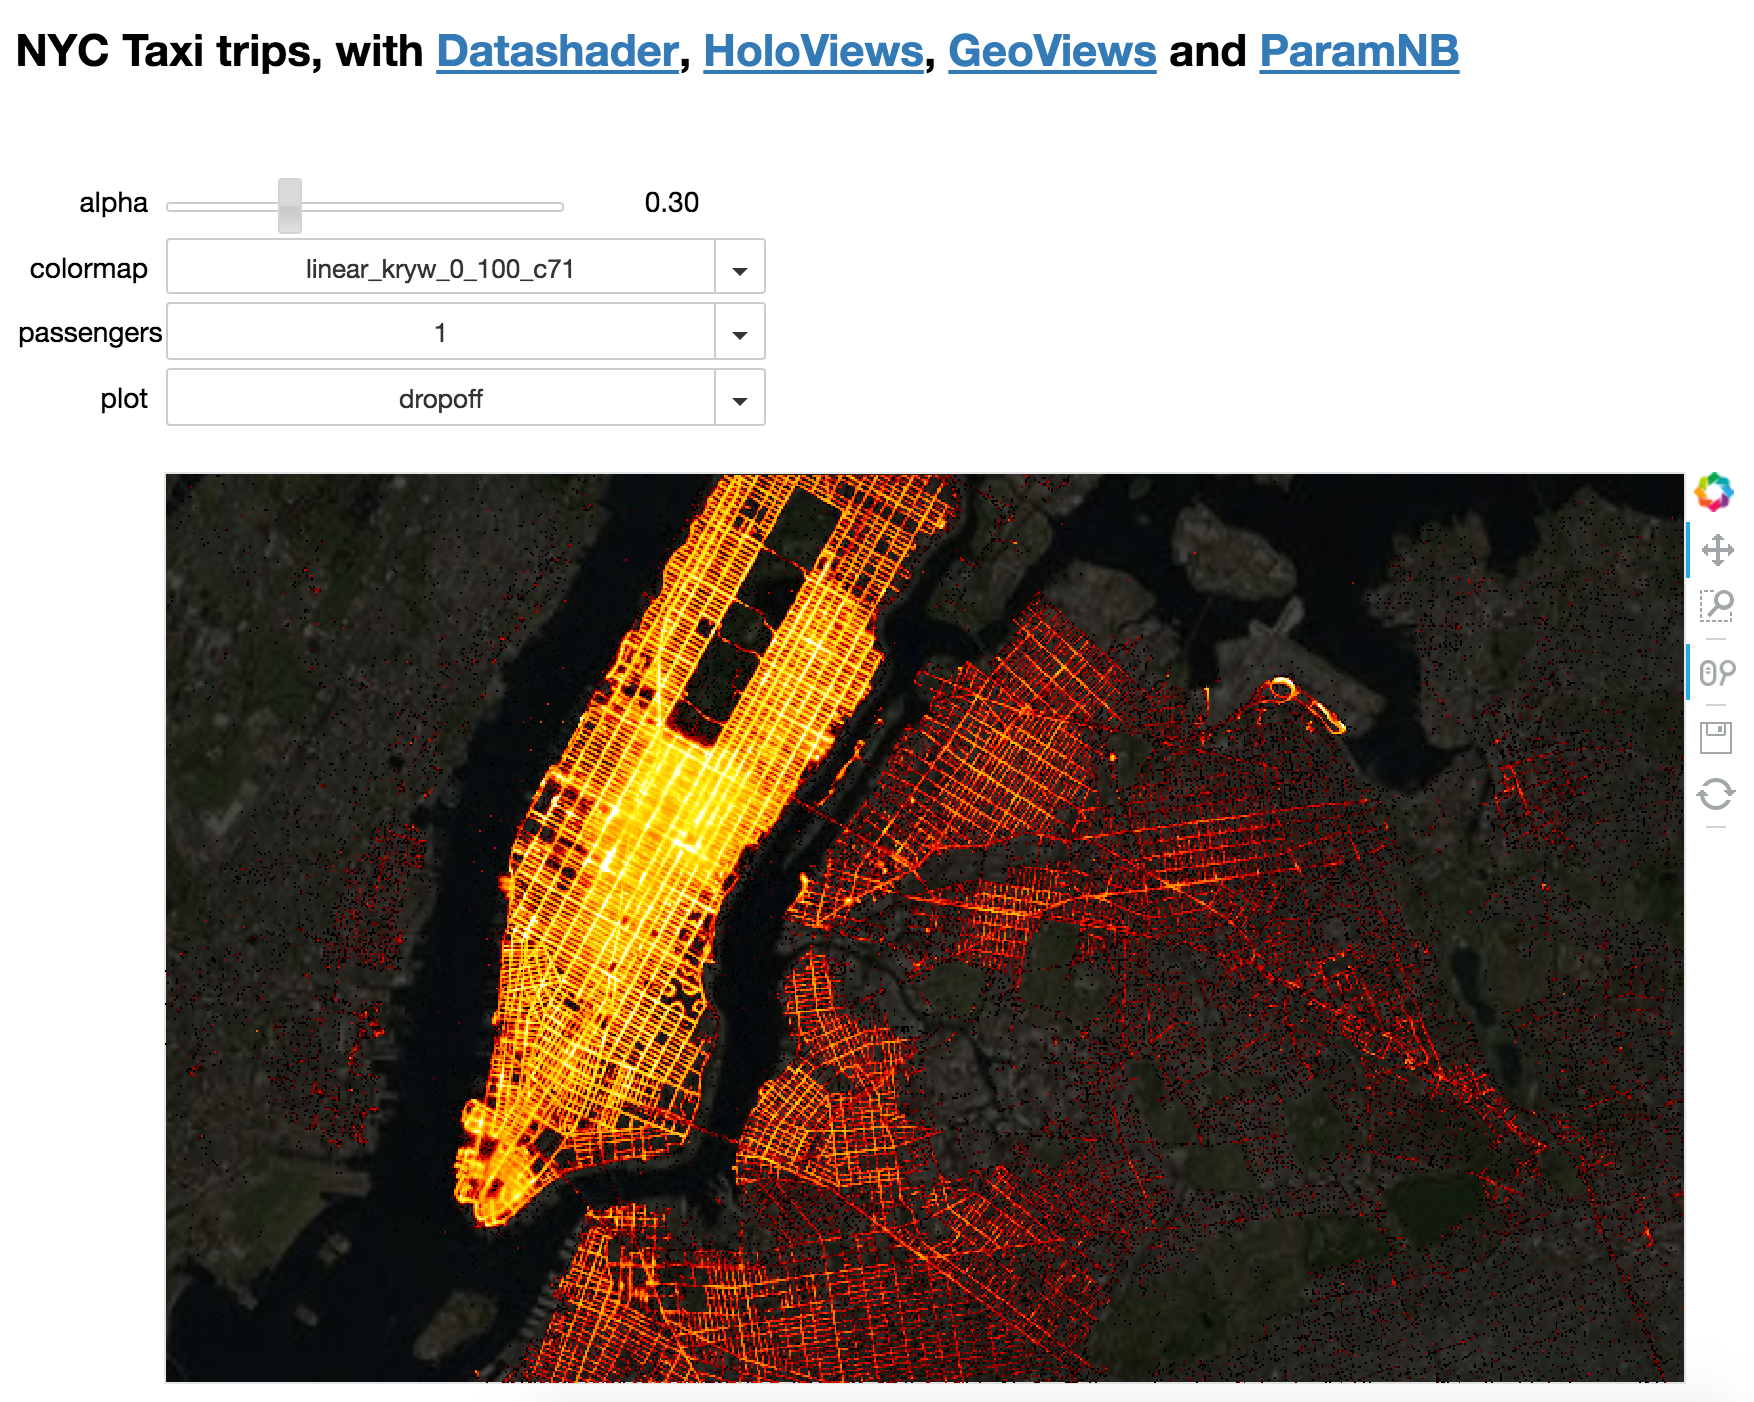 NYC Taxi trips, with Datashader, HoloViews, GeoViews and ParamNB
alpha 0.30
colormap linear_kryw_0_100_c71
passengers 1
plot dropoff